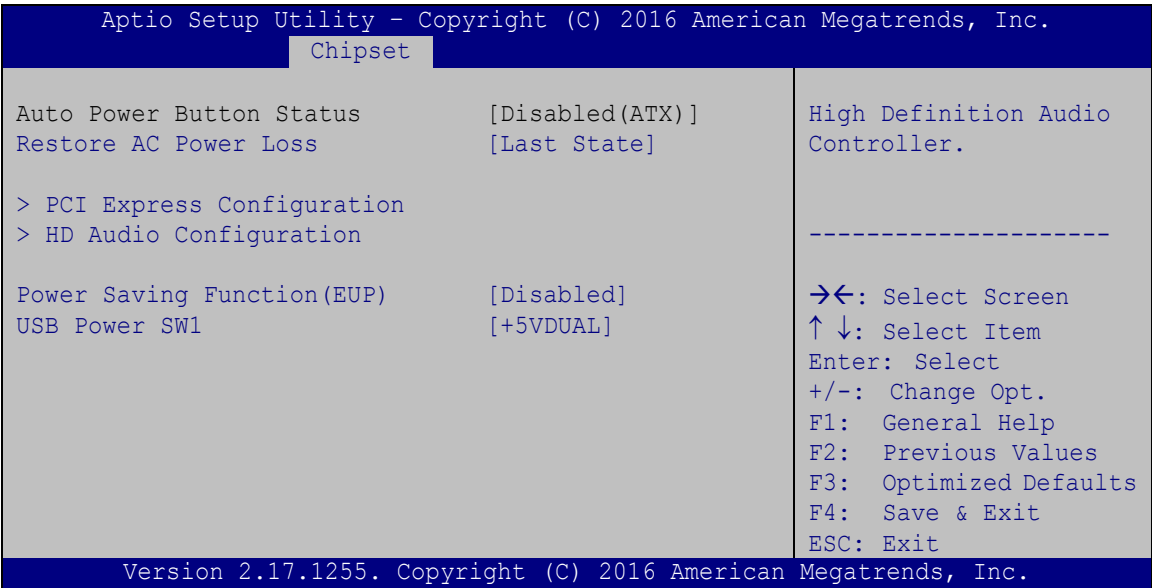 Aptio Setup Utility – Copyright (C) 2016 American Megatrends, Inc.
Chipset
Auto Power Button Status [Disabled(ATX)]
Restore AC Power Loss [Last State]
> PCI Express Configuration
> HD Audio Configuration
Power Saving Function(EUP) [Disabled]
USB Power SW1 [+5VDUAL]
High Definition Audio
Controller.
---------------------
→←: Select Screen
↑ ↓: Select Item
Enter: Select
+/-: Change Opt.
F1: General Help
F2: Previous Values
F3: Optimized Defaults
F4: Save & Exit
ESC: Exit
Version 2.17.1255. Copyright (C) 2016 American Megatrends, Inc.